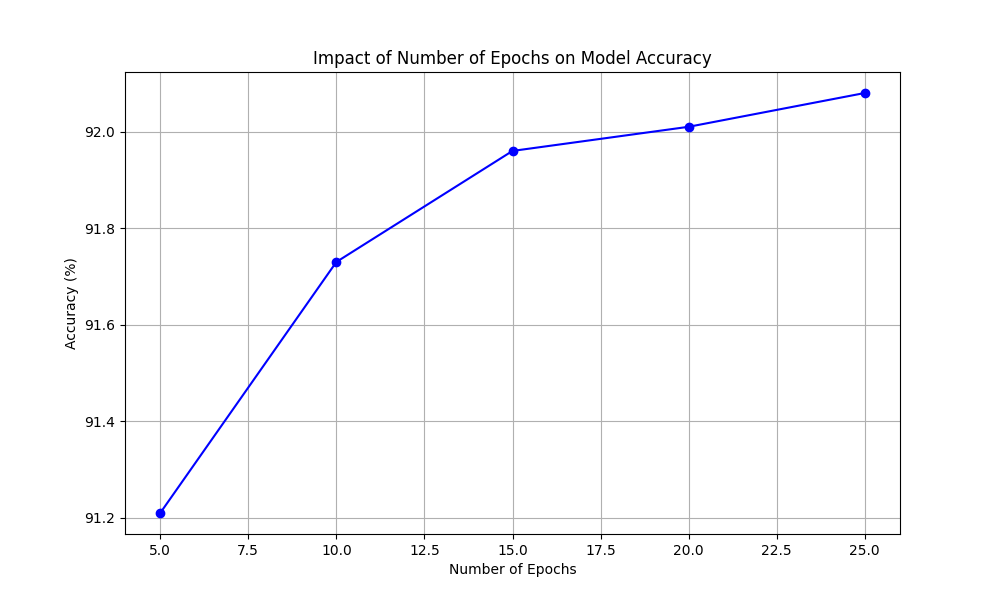 Impact of Number of Epochs on Model Accuracy
92.0
91.8
91.6
91.4
91.2
Accuracy (%)
5.0 7.5 10.0 12.5 15.0 17.5 20.0 22.5 25.0
Number of Epochs